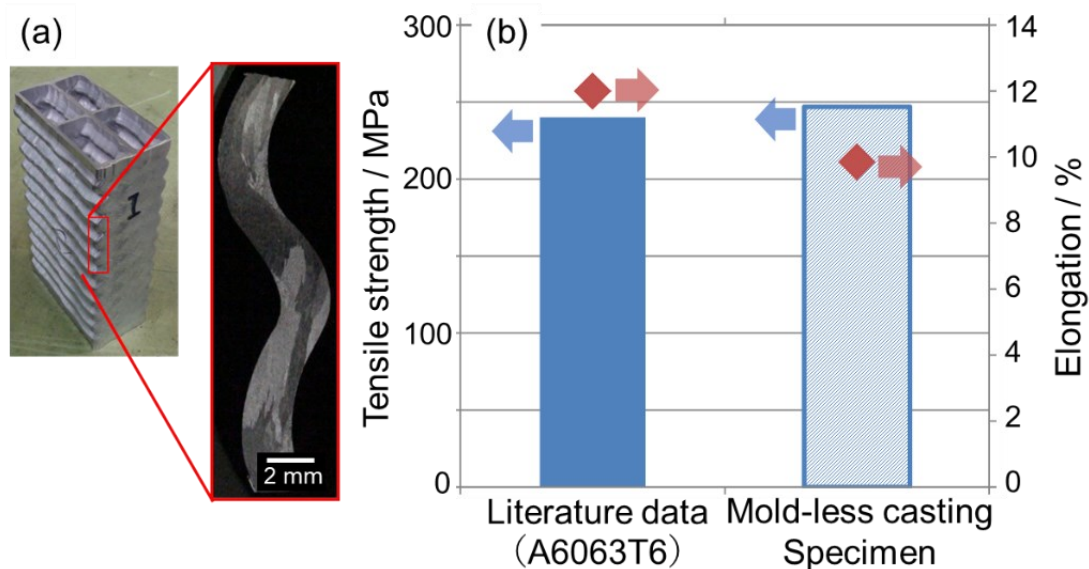 (a)
1
2 mm
(b)
Tensile strength / MPa
300
200
100
0
14
12
10
8
6
4
2
0
Elongation / %
Literature data
（A6063T6）
Mold-less casting
Specimen